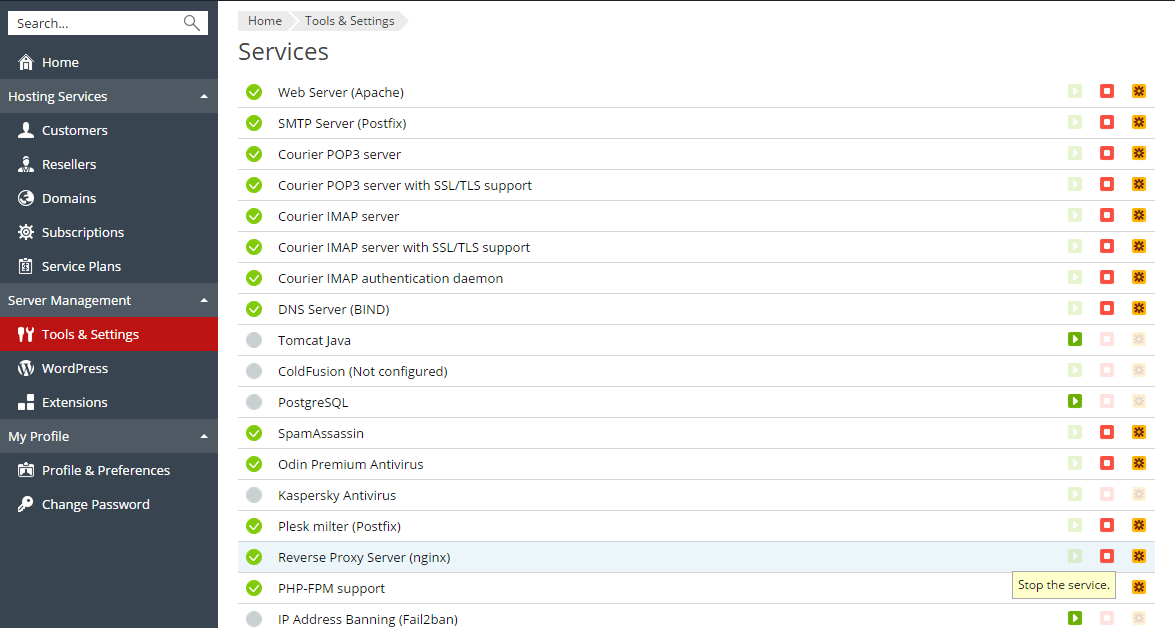 Search...
Home
Hosting Services
Customers
Resellers
Domains
Subscriptions
Service Plans
Server Management
Tools & Settings
WordPress
Extensions
My Profile
Profile & Preferences
Change Password
Home Tools & Settings
Services
Web Server (Apache)
SMTP Server (Postfix)
Courier POP3 server
Courier POP3 server with SSL/TLS support
Courier IMAP server
Courier IMAP server with SSL/TLS support
Courier IMAP authentication daemon
DNS Server (BIND)
Tomcat Java
ColdFusion (Not configured)
PostgreSQL
SpamAssassin
Odin Premium Antivirus
Kaspersky Antivirus
Plesk milter (Postfix)
Reverse Proxy Server (nginx)
Stop the service.
PHP-FPM support
IP Address Banning (Fail2ban)